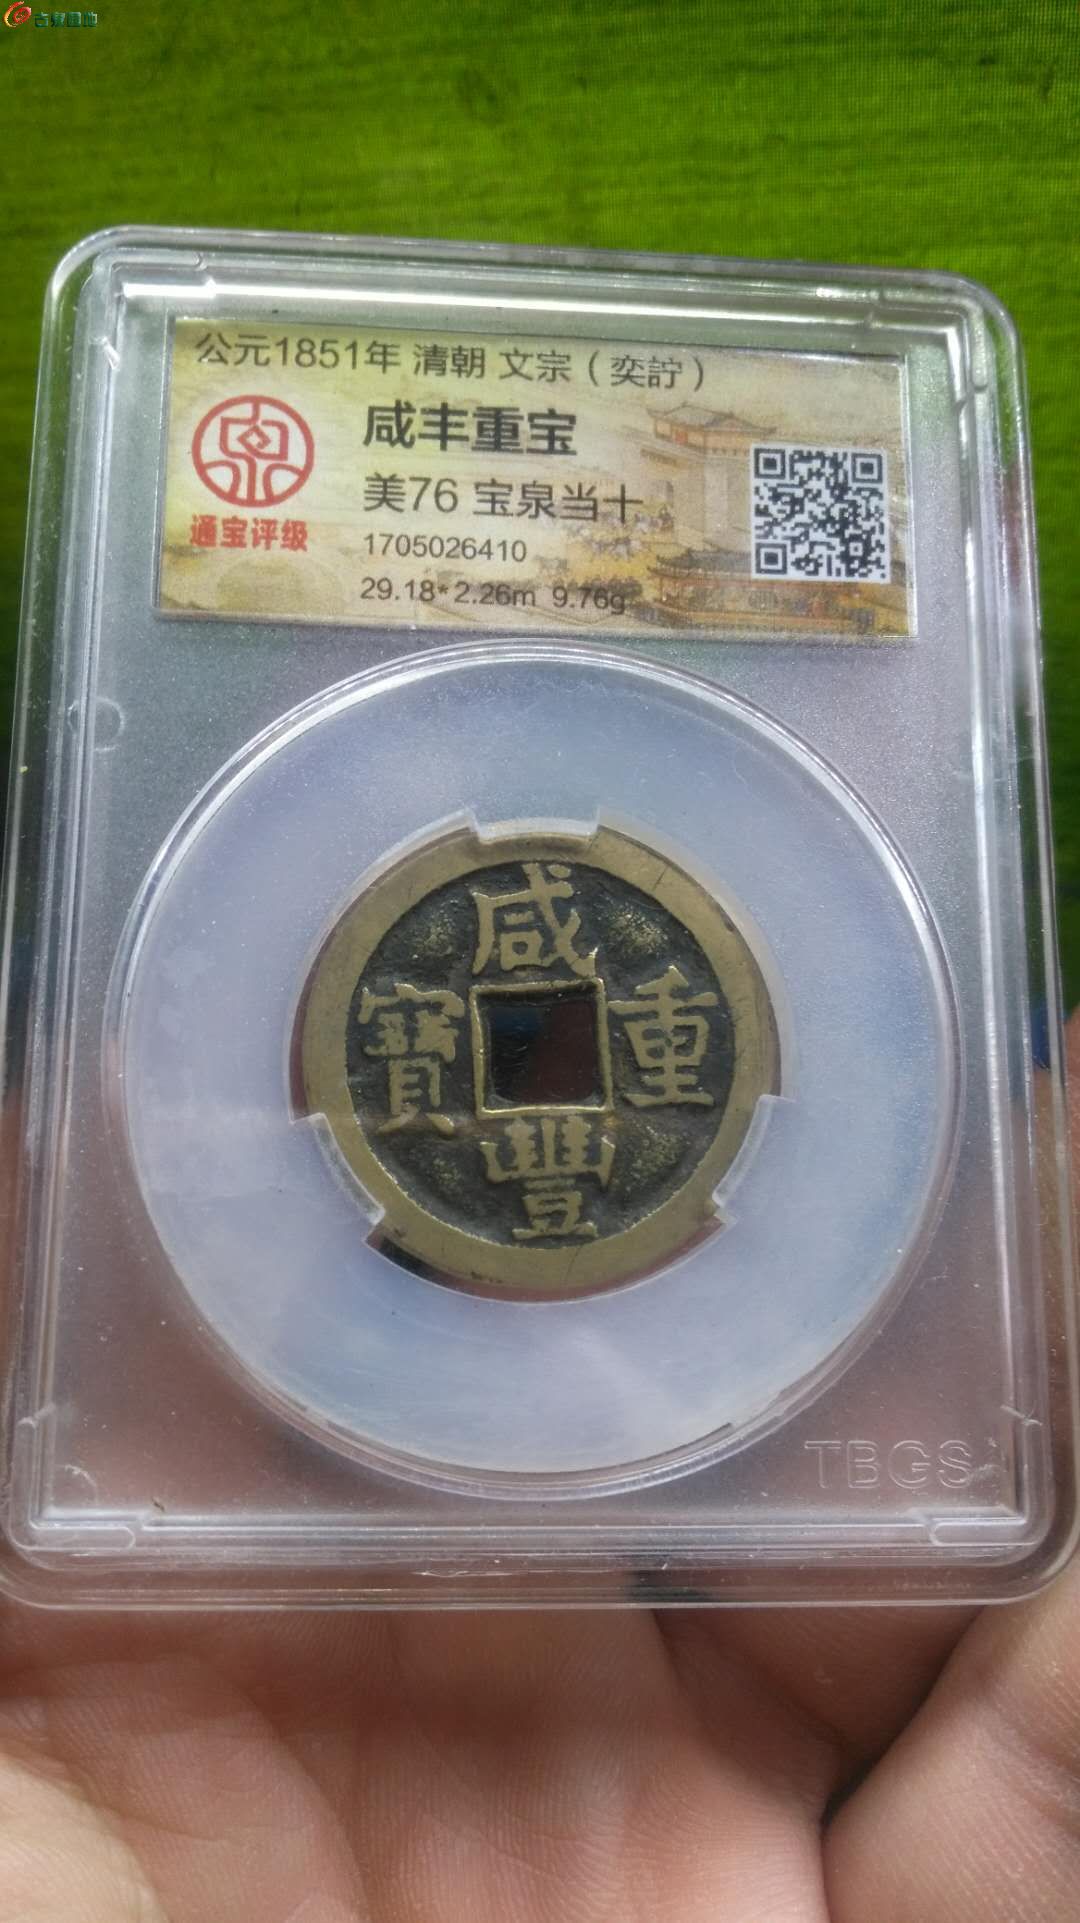 古泉園地
公元1851年 清朝 文宗（奕詝）
咸丰重宝
美76 宝泉当十
通宝评级
1705026410
29.18*2.26m 9.76g
咸
寶 重
豐
TBGS